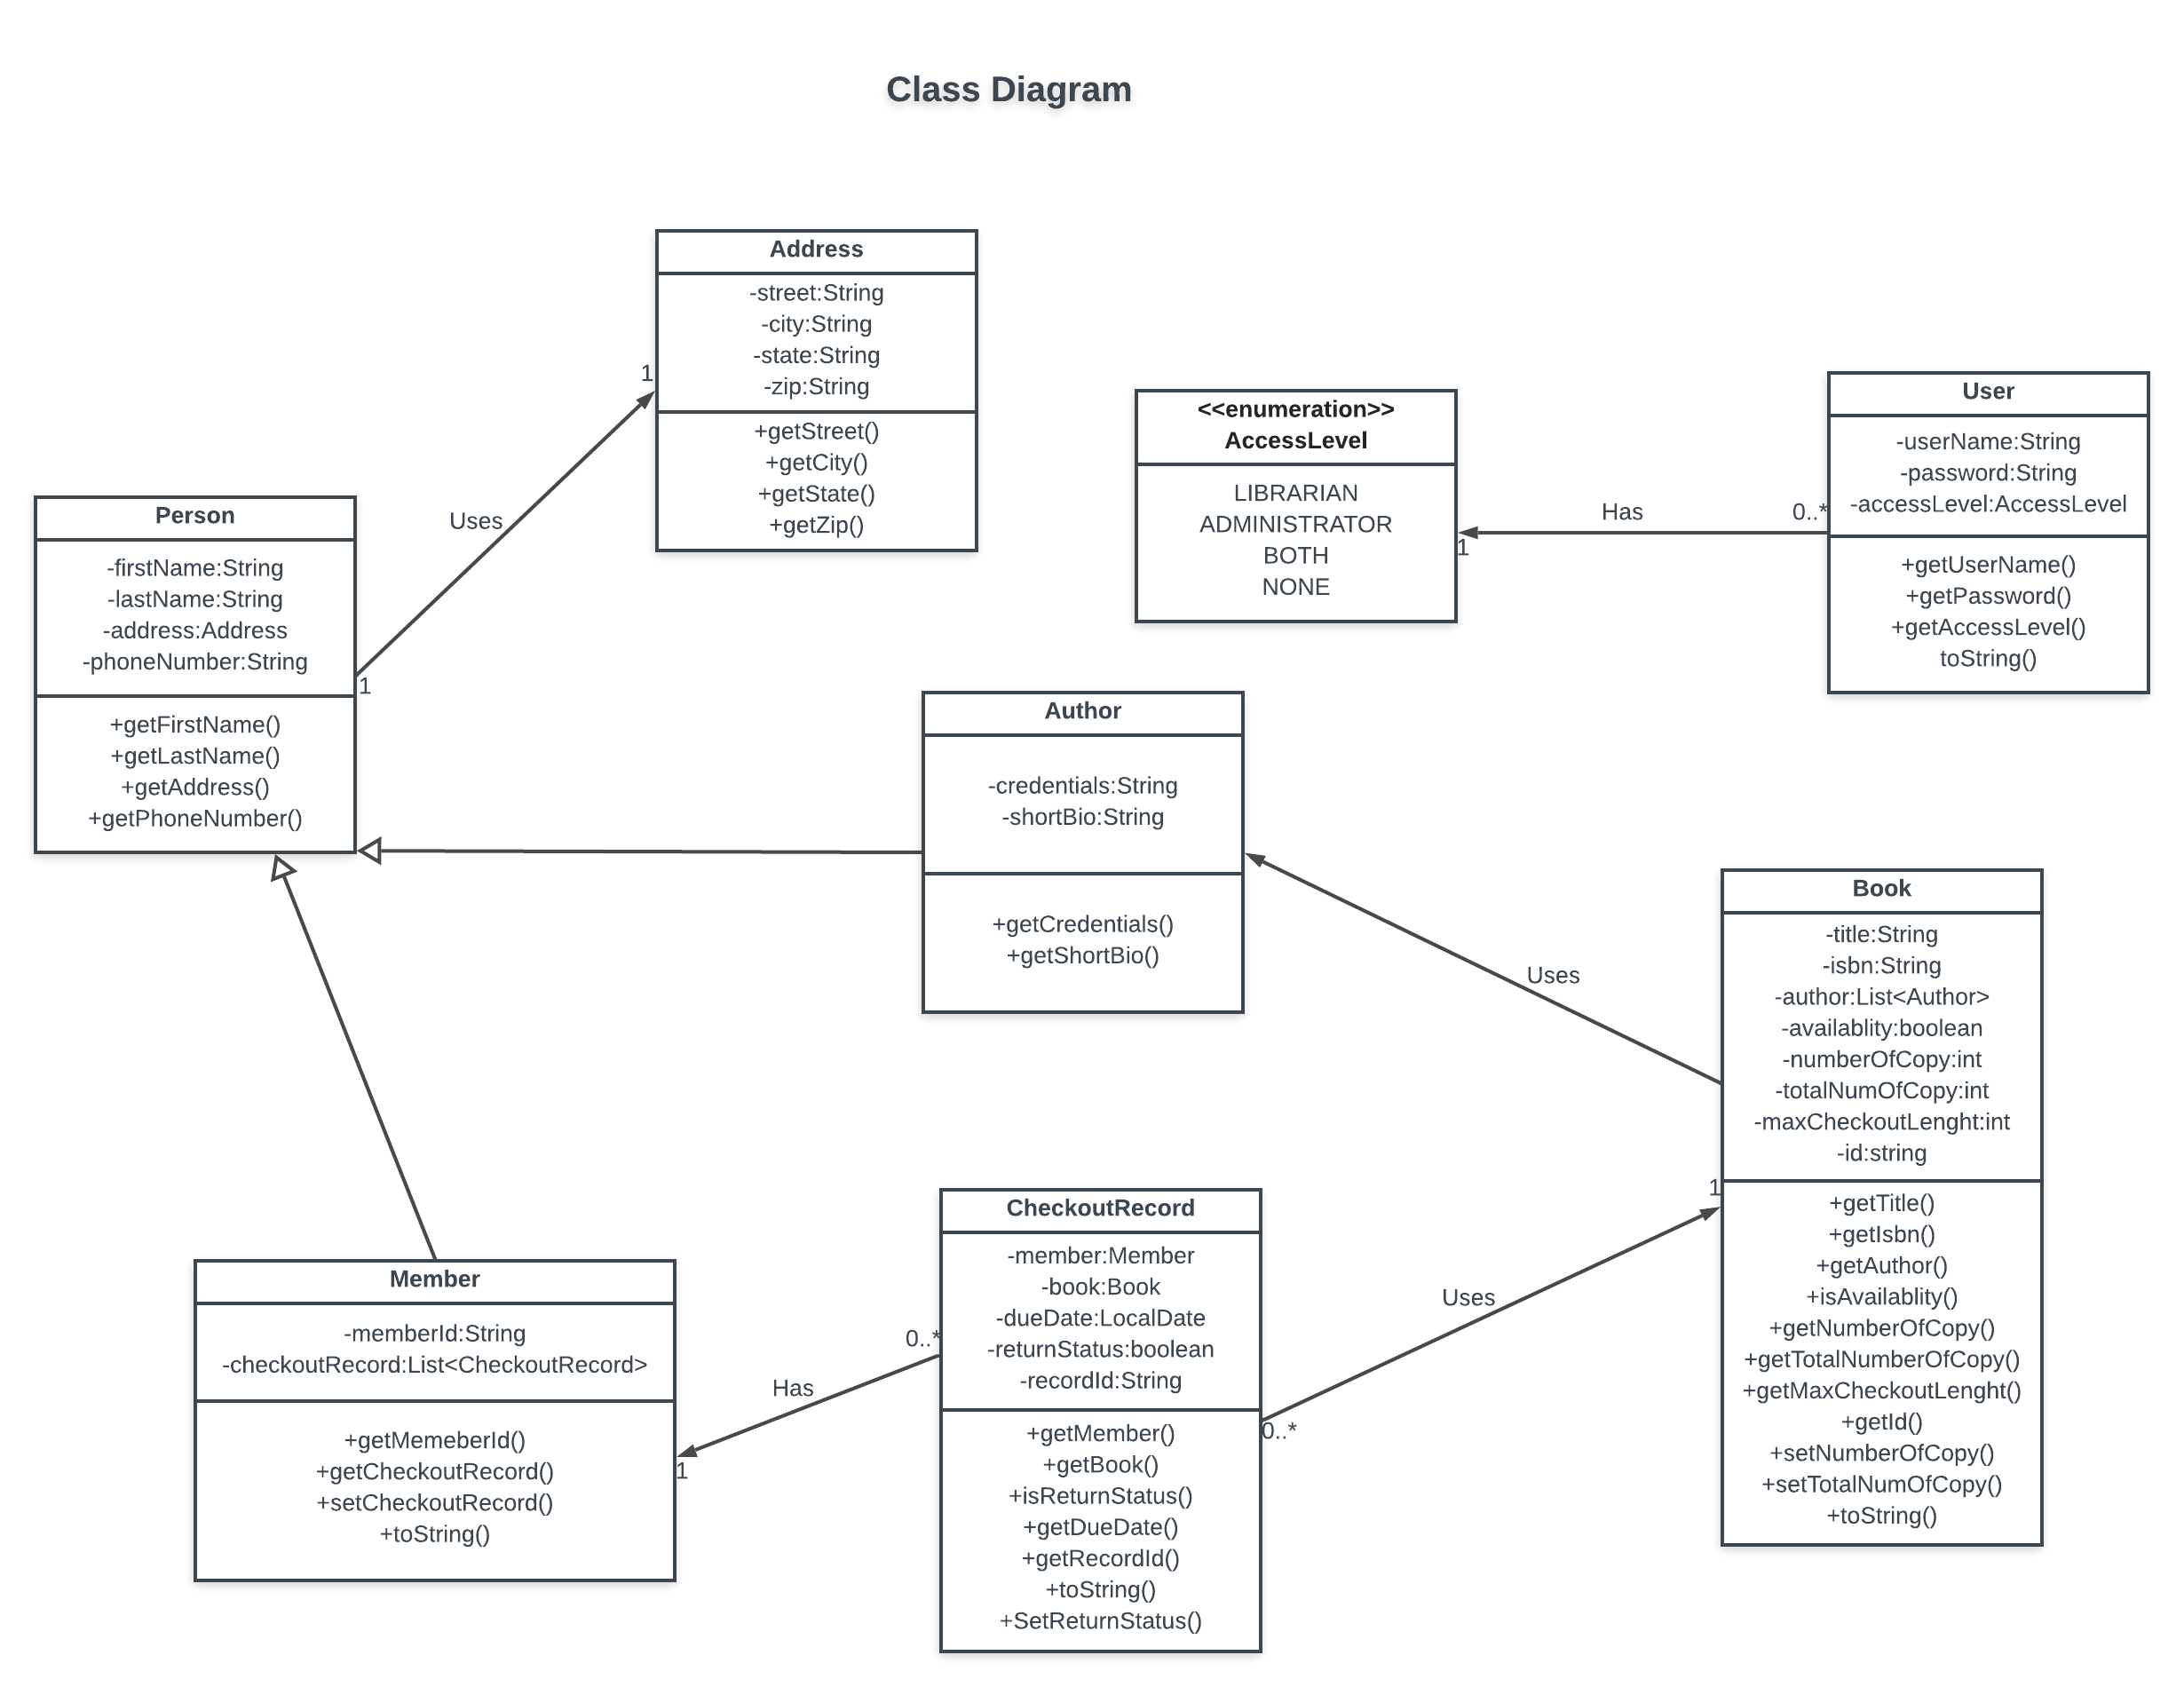 Class Diagram
Address
-street:String
-city:String
-state:String
-zip:String
+getStreet()
+getCity()
+getState()
+getZip()
1
Uses
1
Person
-firstName:String
-lastName:String
-address:Address
-phoneNumber:String
+getFirstName()
+getLastName()
+getAddress()
+getPhoneNumber()
<<enumeration>>
AccessLevel
LIBRARIAN
ADMINISTRATOR
BOTH
NONE
1
Has
0..*
User
-userName:String
-password:String
-accessLevel:AccessLevel
+getUserName()
+getPassword()
+getAccessLevel()
toString()
Author
-credentials:String
-shortBio:String
+getCredentials()
+getShortBio()
Uses
Book
-title:String
-isbn:String
-author:List<Author>
-availablity:boolean
-numberOfCopy:int
-totalNumOfCopy:int
-maxCheckoutLenght:int
-id:string
+getTitle()
+getIsbn()
+getAuthor()
+isAvailablity()
+getNumberOfCopy()
+getTotalNumberOfCopy()
+getMaxCheckoutLenght()
+getId()
+setNumberOfCopy()
+setTotalNumOfCopy()
+toString()
1
Uses
0..*
Member
-memberId:String
-checkoutRecord:List<CheckoutRecord>
+getMemeberId()
+getCheckoutRecord()
+setCheckoutRecord()
+toString()
1
Has
0..*
CheckoutRecord
-member:Member
-book:Book
-dueDate:LocalDate
-returnStatus:boolean
-recordId:String
+getMember()
+getBook()
+isReturnStatus()
+getDueDate()
+getRecordId()
+toString()
+SetReturnStatus()